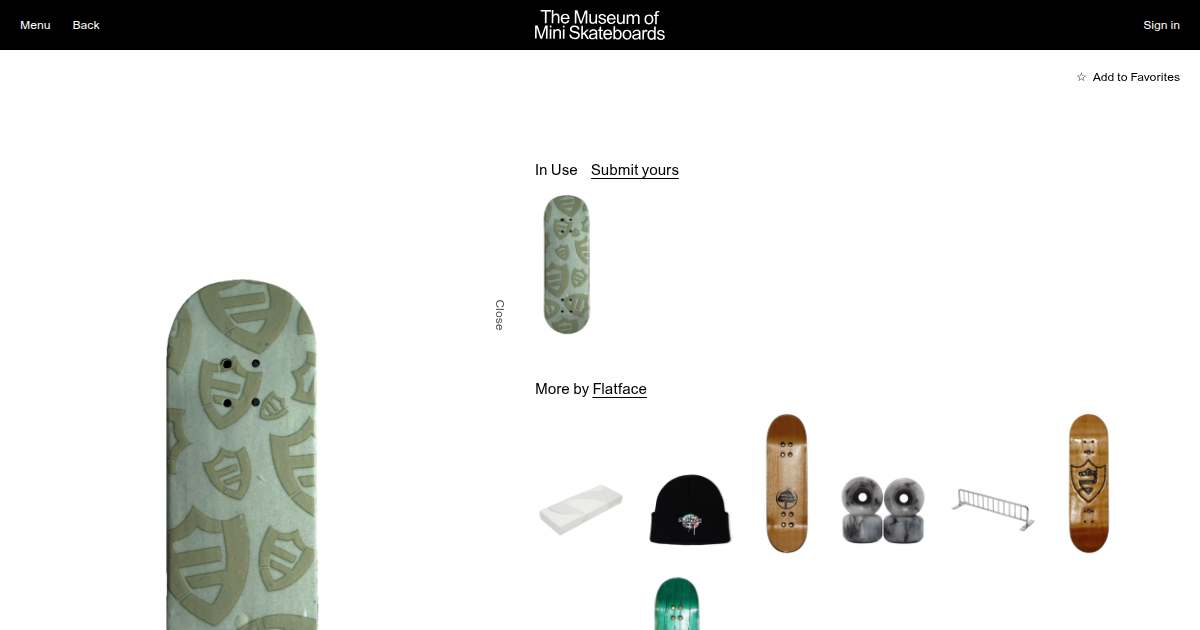 Menu
Back
The Museum of
Mini Skateboards
Sign in
☆ Add to Favorites
In Use
Submit yours
Close
More by Flatface